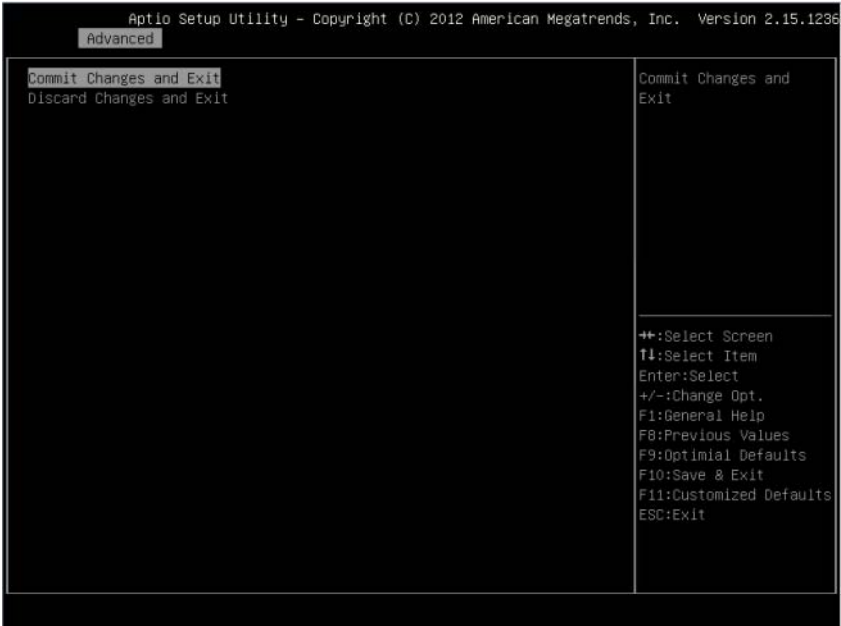 Aptio Setup Utility – Copyright (C) 2012 American Megatrends, Inc. Version 2.15.1236
Advanced
Commit Changes and Exit
Discard Changes and Exit
Commit Changes and
Exit
→←:Select Screen
↑↓:Select Item
Enter:Select
+/-:Change Opt.
F1:General Help
F8:Previous Values
F9:Optimial Defaults
F10:Save & Exit
F11:Customized Defaults
ESC:Exit